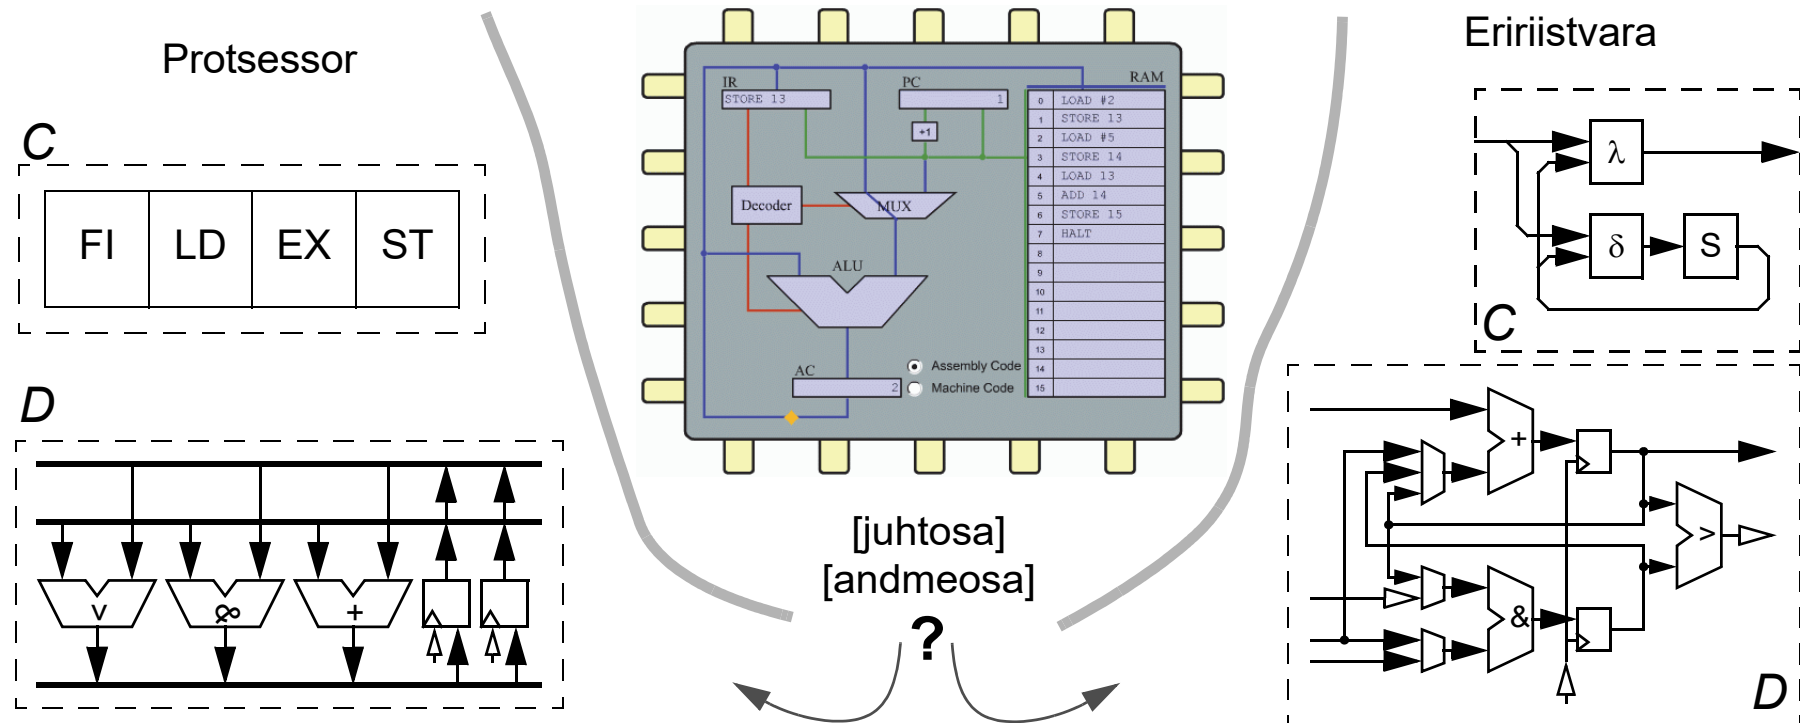 Protsessor
C
FI LD EX ST
D
v & +
IR
STORE 13
PC
1
+1
RAM
0 LOAD #2
1 STORE 13
2 LOAD #5
3 STORE 14
4 LOAD 13
5 ADD 14
6 STORE 15
7 HALT
8
9
10
11
12
13
14
15
Decoder
MUX
ALU
AC
2
Assembly Code
Machine Code
[juhtosa]
[andmeosa]
?
Eririistvara
λ
δ S
C
+
>
&
D